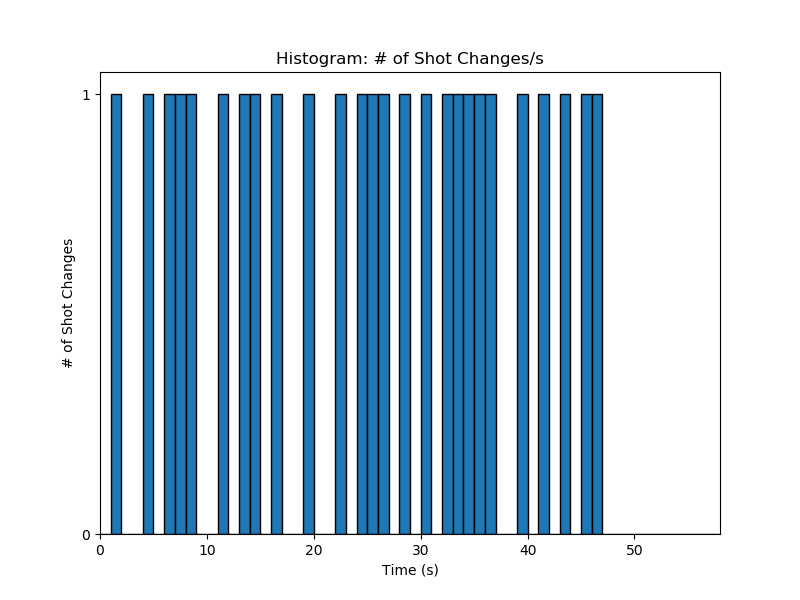 Histogram: # of Shot Changes/s
# of Shot Changes
1
0
0 10 20 30 40 50
Time (s)